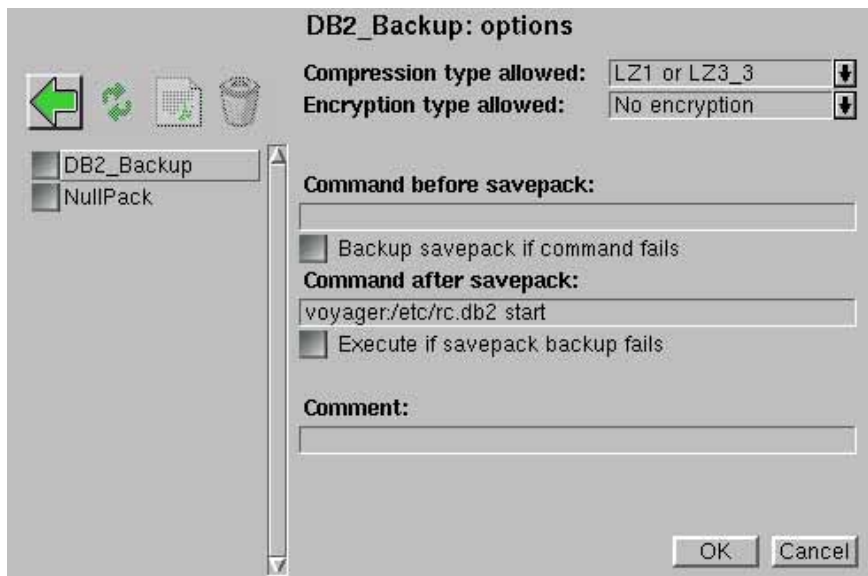 DB2_Backup: options
Compression type allowed: LZ1 or LZ3_3
Encryption type allowed: No encryption
DB2_Backup
NullPack
Command before savepack:
Backup savepack if command fails
Command after savepack:
voyager:/etc/rc.db2 start
Execute if savepack backup fails
Comment:
OK Cancel